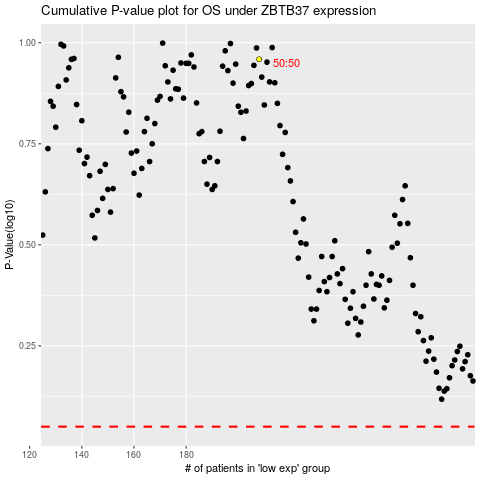 Cumulative P-value plot for OS under ZBTB37 expression
1.00
50:50
0.75
0.50
0.25
P-Value(log10)
120 140 160 180
# of patients in 'low exp' group